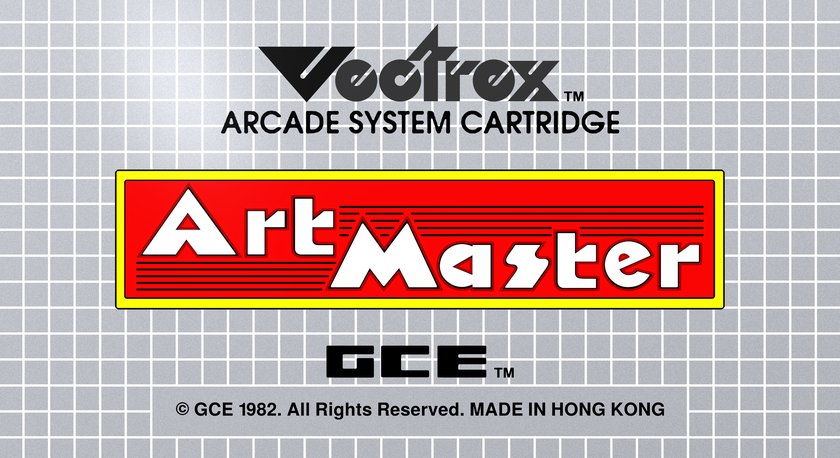 Vectrex™
ARCADE SYSTEM CARTRIDGE
Art
Master
GCE™
© GCE 1982. All Rights Reserved. MADE IN HONG KONG